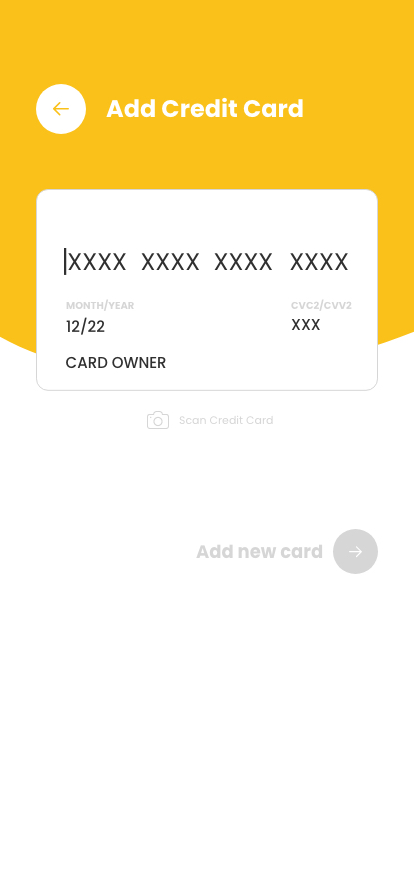 Add Credit Card
XXXX XXXX XXXX XXXX
MONTH/YEAR CVC2/CVV2
12/22 XXX
CARD OWNER
Scan Credit Card
Add new card